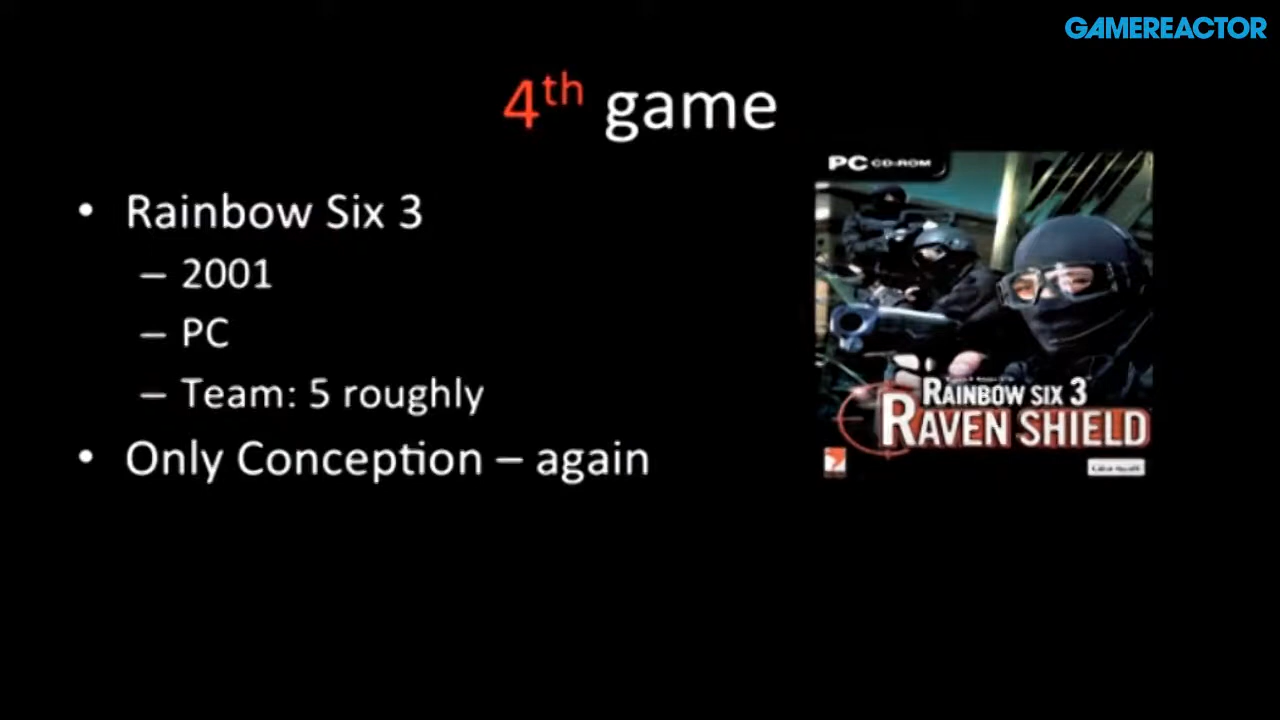 GAMEREACTOR
4th game
• Rainbow Six 3
– 2001
– PC
– Team: 5 roughly
• Only Conception – again
PC CD-ROM
RAINBOW SIX 3
RAVEN SHIELD